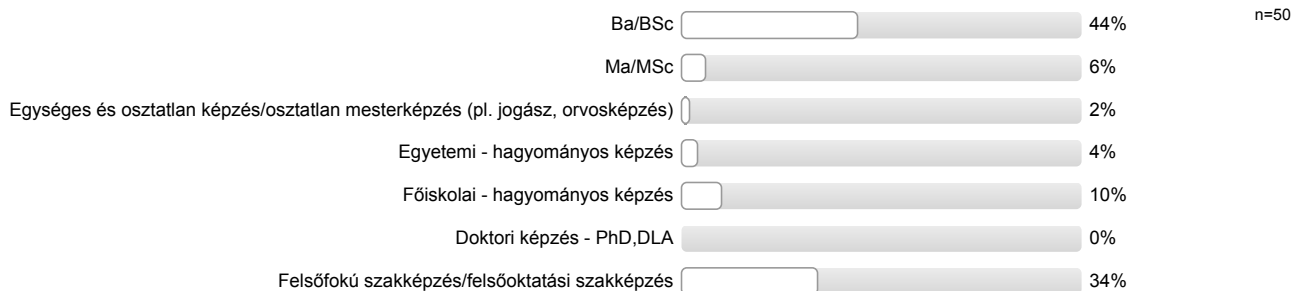 Ba/BSc 44% n=50
Ma/MSc 6%
Egységes és osztatlan képzés/osztatlan mesterképzés (pl. jogász, orvosképzés) 2%
Egyetemi - hagyományos képzés 4%
Főiskolai - hagyományos képzés 10%
Doktori képzés - PhD,DLA 0%
Felsőfokú szakképzés/felsőoktatási szakképzés 34%